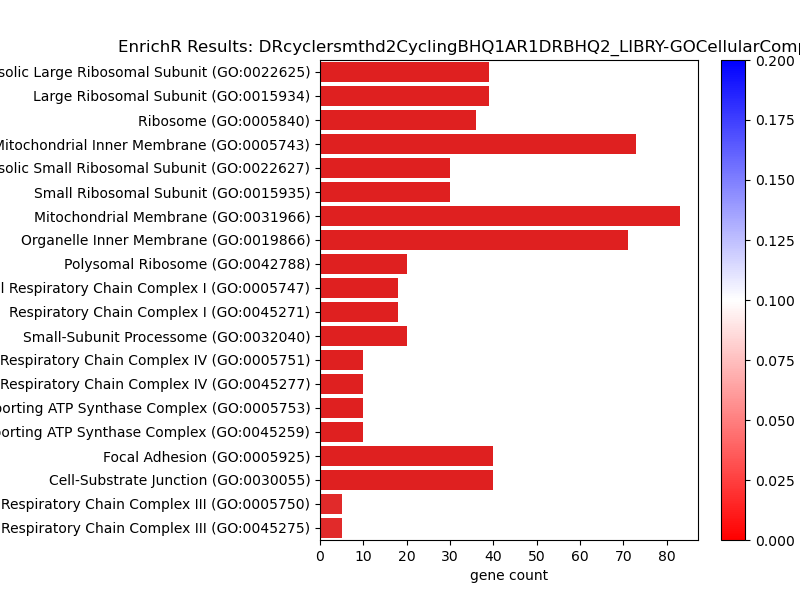 EnrichR Results: DRcyclersmthd2CyclingBHQ1AR1DRBHQ2_LIBRY-GOCellularComp
solic Large Ribosomal Subunit (GO:0022625)
Large Ribosomal Subunit (GO:0015934)
Ribosome (GO:0005840)
Mitochondrial Inner Membrane (GO:0005743)
solic Small Ribosomal Subunit (GO:0022627)
Small Ribosomal Subunit (GO:0015935)
Mitochondrial Membrane (GO:0031966)
Organelle Inner Membrane (GO:0019866)
Polysomal Ribosome (GO:0042788)
l Respiratory Chain Complex I (GO:0005747)
Respiratory Chain Complex I (GO:0045271)
Small-Subunit Processome (GO:0032040)
Respiratory Chain Complex IV (GO:0005751)
Respiratory Chain Complex IV (GO:0045277)
orting ATP Synthase Complex (GO:0005753)
orting ATP Synthase Complex (GO:0045259)
Focal Adhesion (GO:0005925)
Cell-Substrate Junction (GO:0030055)
Respiratory Chain Complex III (GO:0005750)
Respiratory Chain Complex III (GO:0045275)
0 10 20 30 40 50 60 70 80
gene count
0.200
0.175
0.150
0.125
0.100
0.075
0.050
0.025
0.000